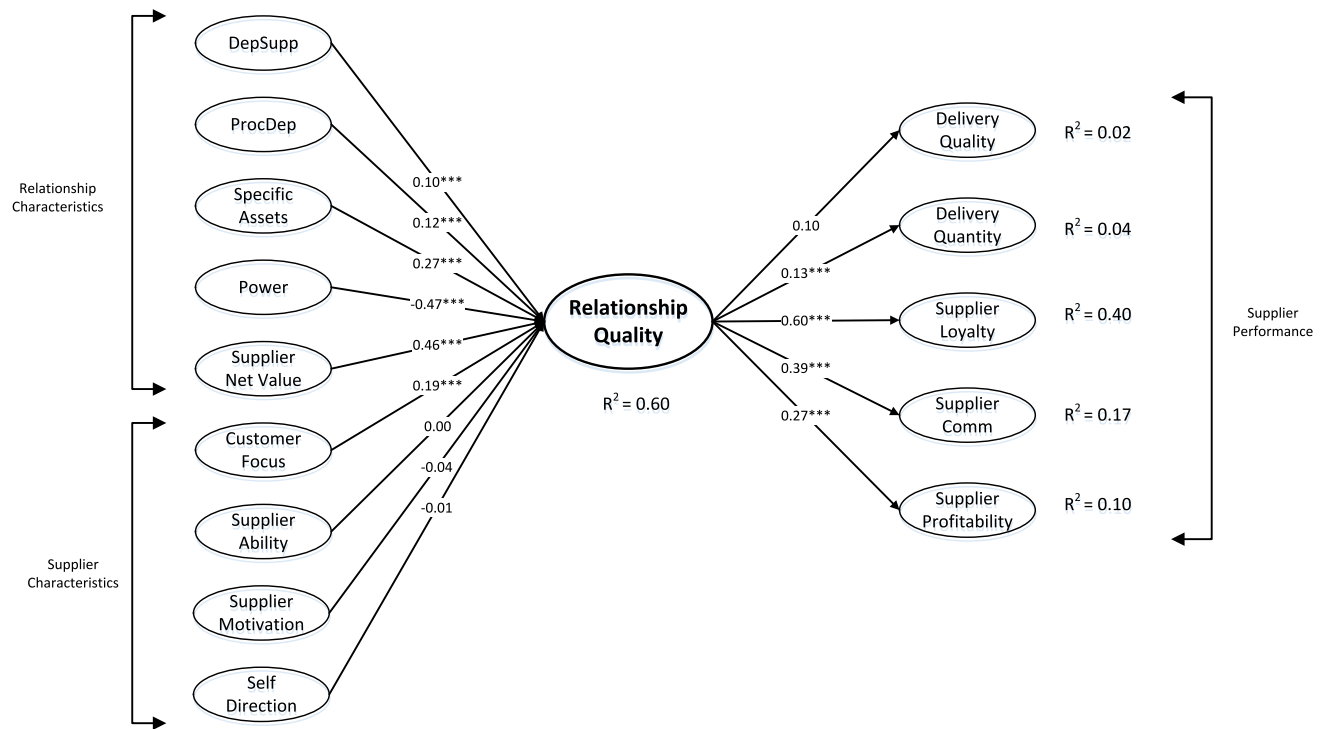 DepSupp
ProcDep
Specific
Assets
Power
Supplier
Net Value
Customer
Focus
Supplier
Ability
Supplier
Motivation
Self
Direction
Relationship
Characteristics
Supplier
Characteristics
0.10***
0.12***
0.27***
-0.47***
0.46***
0.19***
0.00
-0.04
-0.01
Relationship
Quality
R² = 0.60
0.10
0.13***
0.60***
0.39***
0.27***
Delivery
Quality
R² = 0.02
Delivery
Quantity
R² = 0.04
Supplier
Loyalty
R² = 0.40
Supplier
Comm
R² = 0.17
Supplier
Profitability
R² = 0.10
Supplier
Performance